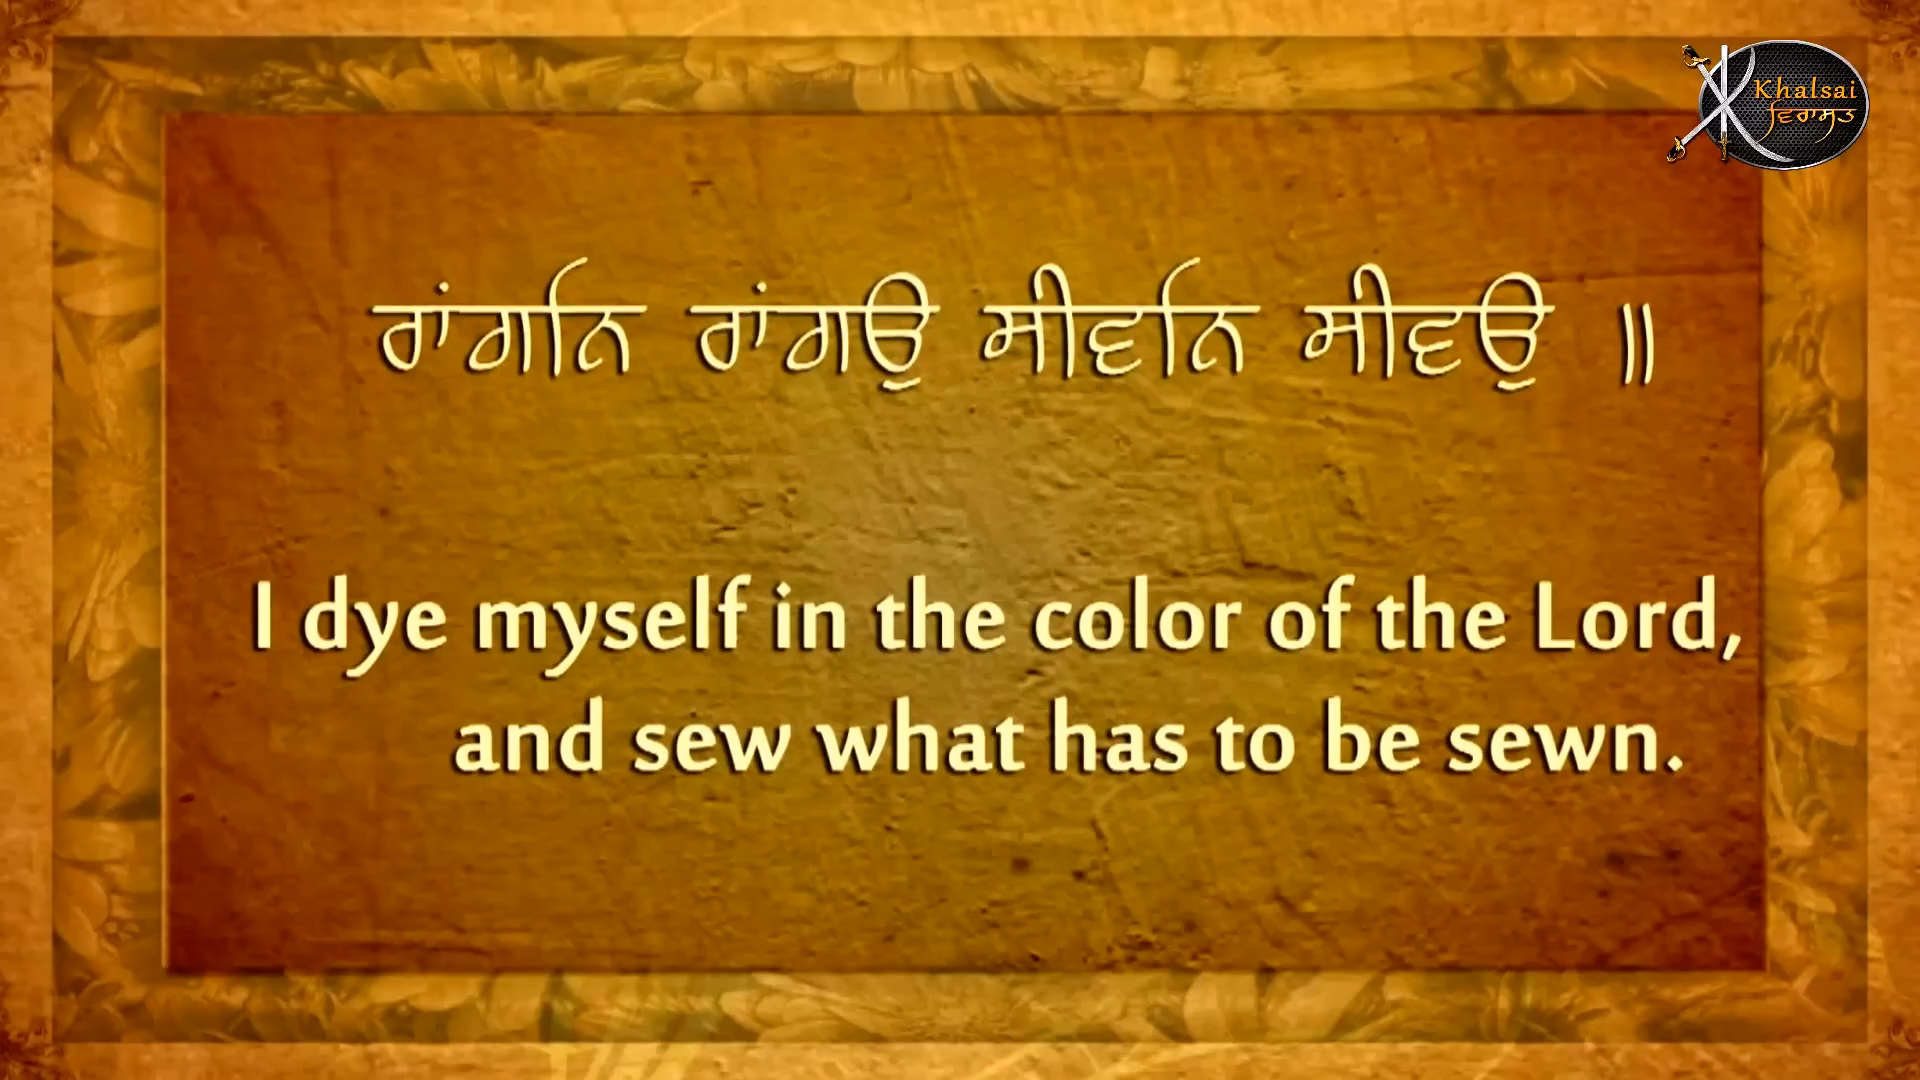 Khalsai
ਵਿਰਾਸਤ
ਰਾਂਗਨਿ ਰਾਂਗਉ ਸੀਵਨਿ ਸੀਵਉ ॥
I dye myself in the color of the Lord,
and sew what has to be sewn.